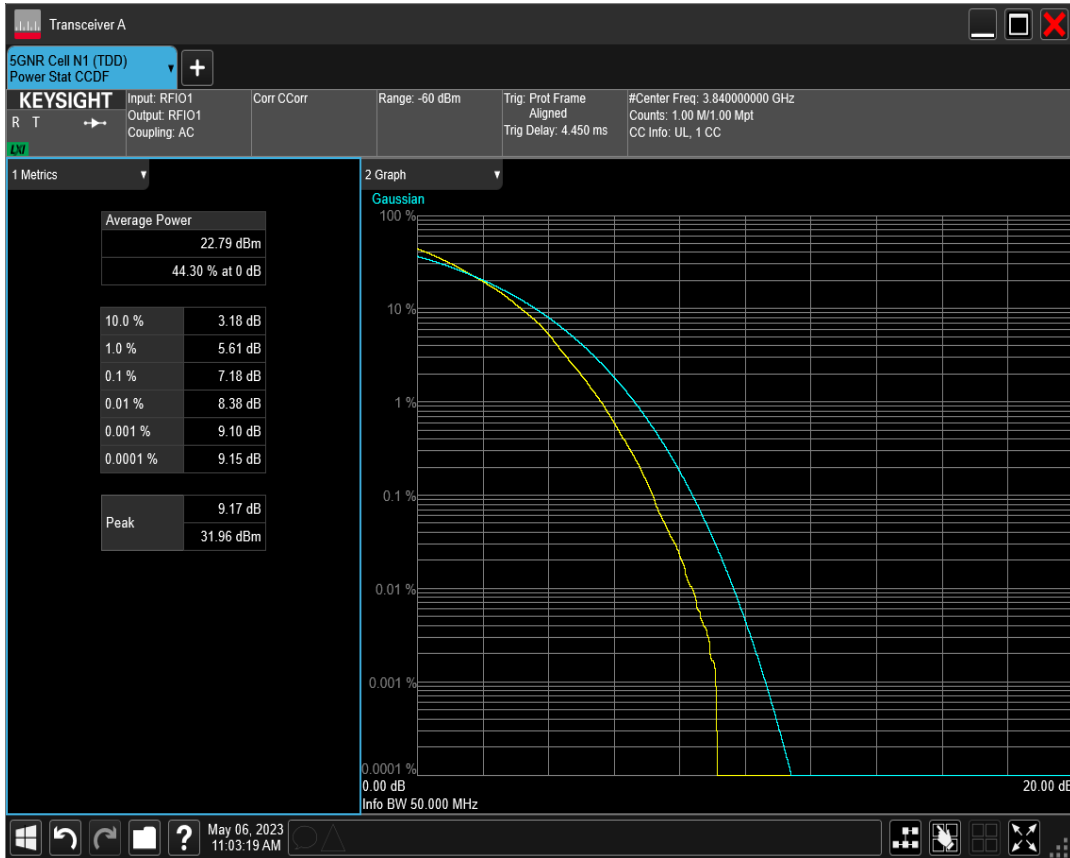 Transceiver A
5GNR Cell N1 (TDD)
Power Stat CCDF
+
KEYSIGHT
R T
LXI
Input: RFIO1
Output: RFIO1
Coupling: AC
Corr CCorr
Range: -60 dBm
Trig: Prot Frame
Aligned
Trig Delay: 4.450 ms
#Center Freq: 3.840000000 GHz
Counts: 1.00 M/1.00 Mpt
CC Info: UL, 1 CC
1 Metrics
Average Power
22.79 dBm
44.30 % at 0 dB
10.0 % 3.18 dB
1.0 % 5.61 dB
0.1 % 7.18 dB
0.01 % 8.38 dB
0.001 % 9.10 dB
0.0001 % 9.15 dB
Peak
9.17 dB
31.96 dBm
2 Graph
Gaussian
100 %
10 %
1 %
0.1 %
0.01 %
0.001 %
0.0001 %
0.00 dB 20.00 dB
Info BW 50.000 MHz
?
May 06, 2023
11:03:19 AM